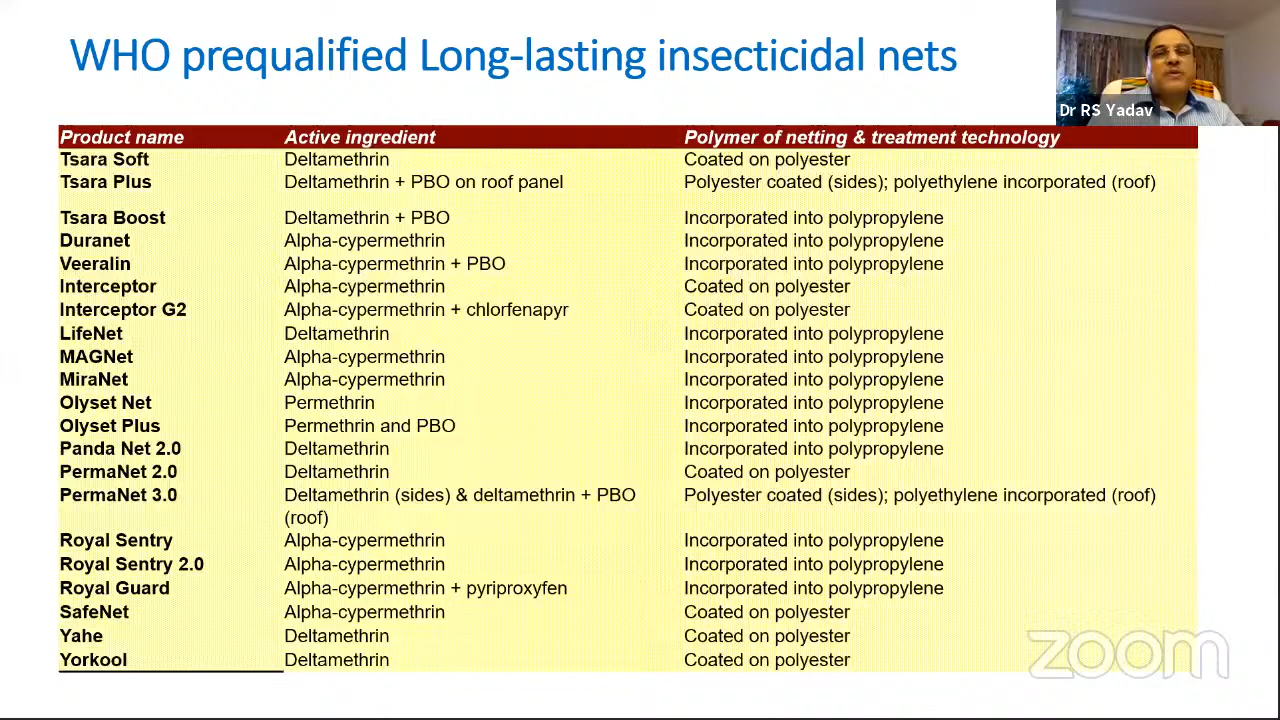 WHO prequalified Long-lasting insecticidal nets
Dr RS Yadav
Product name Active ingredient Polymer of netting & treatment technology
Tsara Soft Deltamethrin Coated on polyester
Tsara Plus Deltamethrin + PBO on roof panel Polyester coated (sides); polyethylene incorporated (roof)
Tsara Boost Deltamethrin + PBO Incorporated into polypropylene
Duranet Alpha-cypermethrin Incorporated into polypropylene
Veeralin Alpha-cypermethrin + PBO Incorporated into polypropylene
Interceptor Alpha-cypermethrin Coated on polyester
Interceptor G2 Alpha-cypermethrin + chlorfenapyr Coated on polyester
LifeNet Deltamethrin Incorporated into polypropylene
MAGNet Alpha-cypermethrin Incorporated into polypropylene
MiraNet Alpha-cypermethrin Incorporated into polypropylene
Olyset Net Permethrin Incorporated into polypropylene
Olyset Plus Permethrin and PBO Incorporated into polypropylene
Panda Net 2.0 Deltamethrin Incorporated into polypropylene
PermaNet 2.0 Deltamethrin Coated on polyester
PermaNet 3.0 Deltamethrin (sides) & deltamethrin + PBO Polyester coated (sides); polyethylene incorporated (roof)
(roof)
Royal Sentry Alpha-cypermethrin Incorporated into polypropylene
Royal Sentry 2.0 Alpha-cypermethrin Incorporated into polypropylene
Royal Guard Alpha-cypermethrin + pyriproxyfen Incorporated into polypropylene
SafeNet Alpha-cypermethrin Coated on polyester
Yahe Deltamethrin Coated on polyester
Yorkool Deltamethrin Coated on polyester
zoom